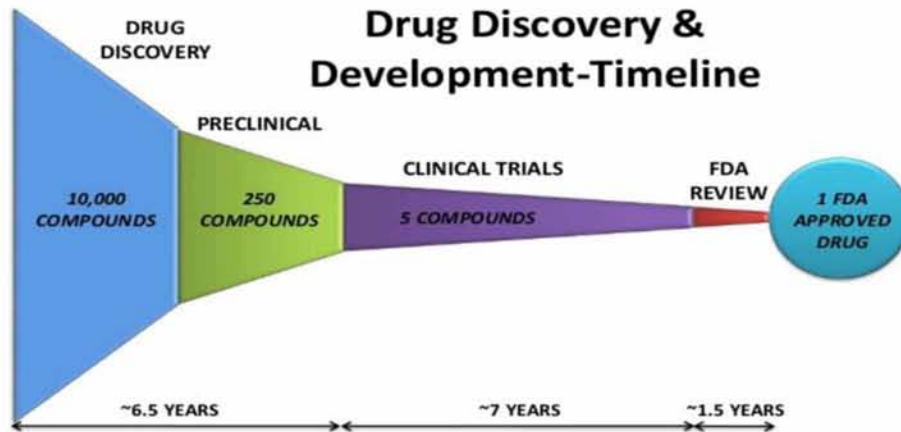 Drug Discovery &
Development-Timeline
DRUG
DISCOVERY
PRECLINICAL
CLINICAL TRIALS
FDA
REVIEW
10,000
COMPOUNDS
250
COMPOUNDS
5 COMPOUNDS
1 FDA
APPROVED
DRUG
~6.5 YEARS
~7 YEARS
~1.5 YEARS